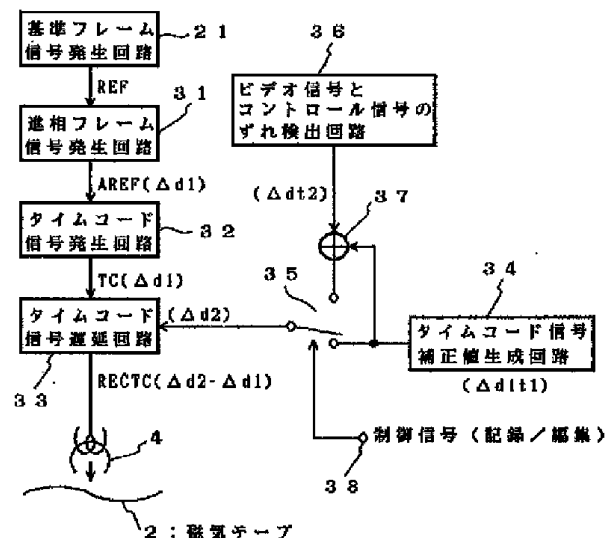 基準フレーム
信号発生回路
２１
REF
進相フレーム
信号発生回路
３１
AREF(Δd1)
タイムコード
信号発生回路
３２
TC(Δd1)
タイムコード
信号遅延回路
３３
RECTC(Δd2-Δd1)
４
２：磁気テープ
３６
ビデオ信号と
コントロール信号の
ずれ検出回路
(Δdt2)
３７
３５
(Δd2)
３４
タイムコード信号
補正値生成回路
(Δdlt1)
制御信号（記録／編集）
３８